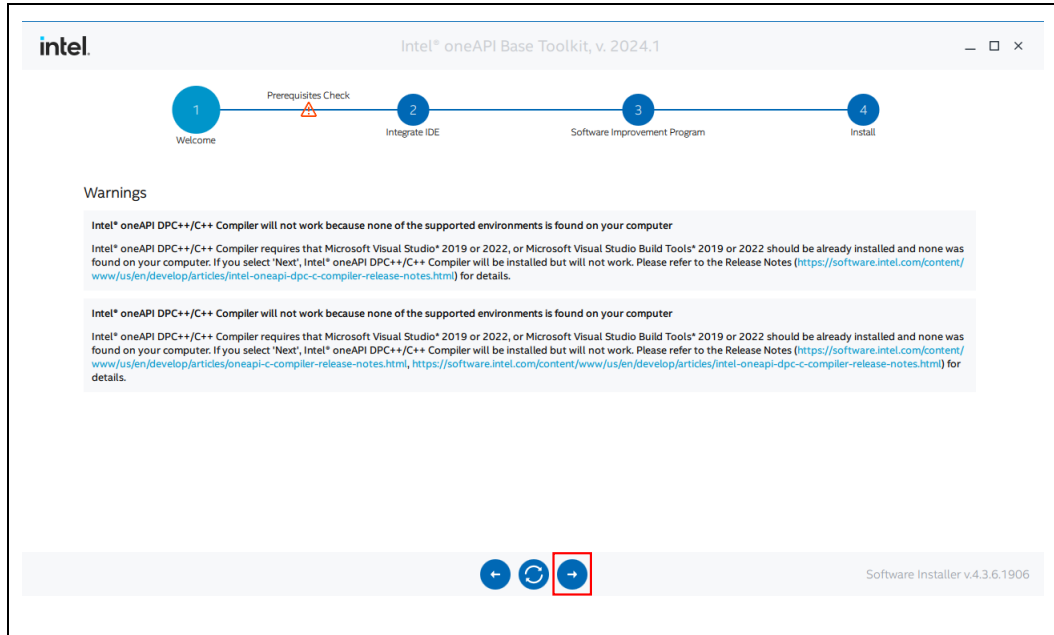 intel.
Intel® oneAPI Base Toolkit, v. 2024.1
Prerequisites Check
1
2
3
4
Welcome
Integrate IDE
Software Improvement Program
Install
Warnings
Intel® oneAPI DPC++/C++ Compiler will not work because none of the supported environments is found on your computer
Intel® oneAPI DPC++/C++ Compiler requires that Microsoft Visual Studio* 2019 or 2022, or Microsoft Visual Studio Build Tools* 2019 or 2022 should be already installed and none was
found on your computer. If you select 'Next', Intel® oneAPI DPC++/C++ Compiler will be installed but will not work. Please refer to the Release Notes (https://software.intel.com/content/
www/us/en/develop/articles/intel-oneapi-dpc-c-compiler-release-notes.html) for details.
Intel® oneAPI DPC++/C++ Compiler will not work because none of the supported environments is found on your computer
Intel® oneAPI DPC++/C++ Compiler requires that Microsoft Visual Studio* 2019 or 2022, or Microsoft Visual Studio Build Tools* 2019 or 2022 should be already installed and none was
found on your computer. If you select 'Next', Intel® oneAPI DPC++/C++ Compiler will be installed but will not work. Please refer to the Release Notes (https://software.intel.com/content/
www/us/en/develop/articles/oneapi-c-compiler-release-notes.html, https://software.intel.com/content/www/us/en/develop/articles/intel-oneapi-dpc-c-compiler-release-notes.html) for
details.
Software Installer v.4.3.6.1906